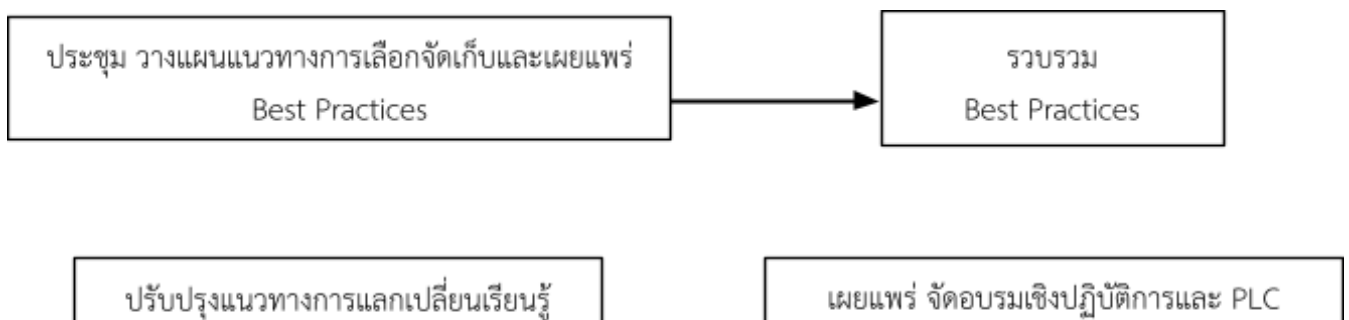 ประชุม วางแผนแนวทางการเลือกจัดเก็บและเผยแพร่
Best Practices
รวบรวม
Best Practices
ปรับปรุงแนวทางการแลกเปลี่ยนเรียนรู้
เผยแพร่ จัดอบรมเชิงปฏิบัติการและ PLC